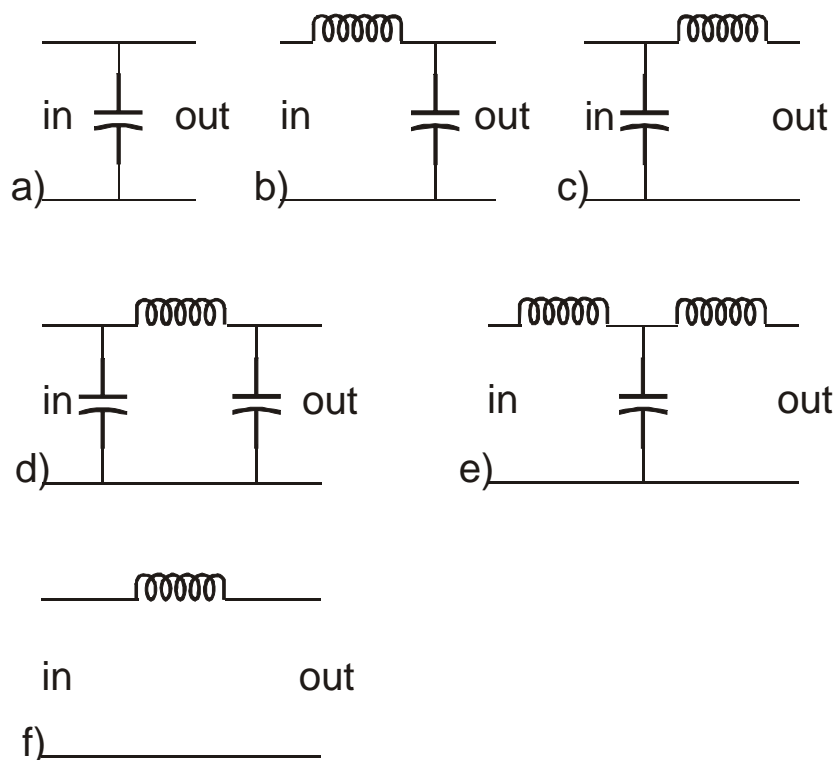 in out in out in out
a) b) c)
in out in out
d) e)
in out
f)